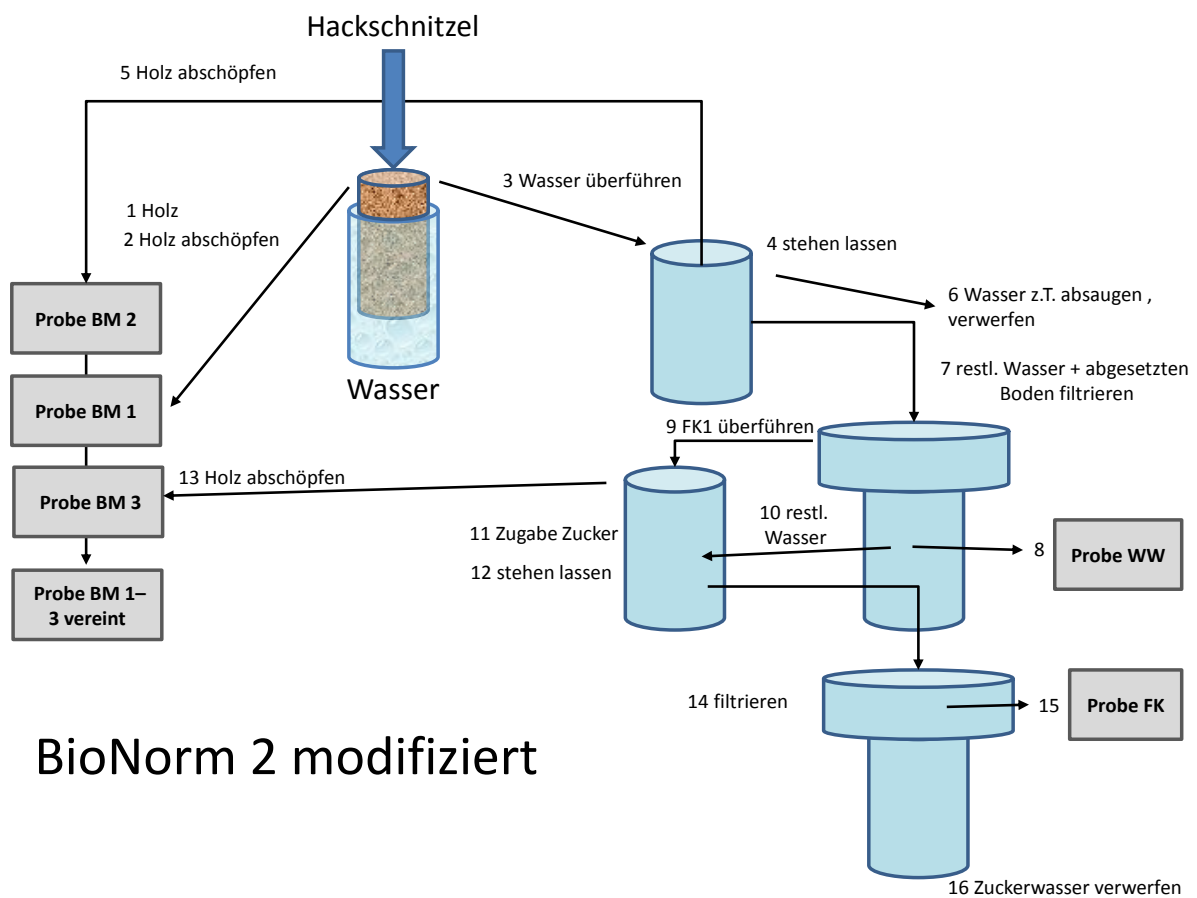 Hackschnitzel
5 Holz abschöpfen
3 Wasser überführen
1 Holz
2 Holz abschöpfen
4 stehen lassen
6 Wasser z.T. absaugen ,
verwerfen
Probe BM 2
Wasser
7 restl. Wasser + abgesetzten
Boden filtrieren
Probe BM 1
9 FK1 überführen
13 Holz abschöpfen
Probe BM 3
10 restl.
Wasser
11 Zugabe Zucker
8
Probe WW
12 stehen lassen
Probe BM 1–
3 vereint
14 filtrieren
15
Probe FK
BioNorm 2 modifiziert
16 Zuckerwasser verwerfen